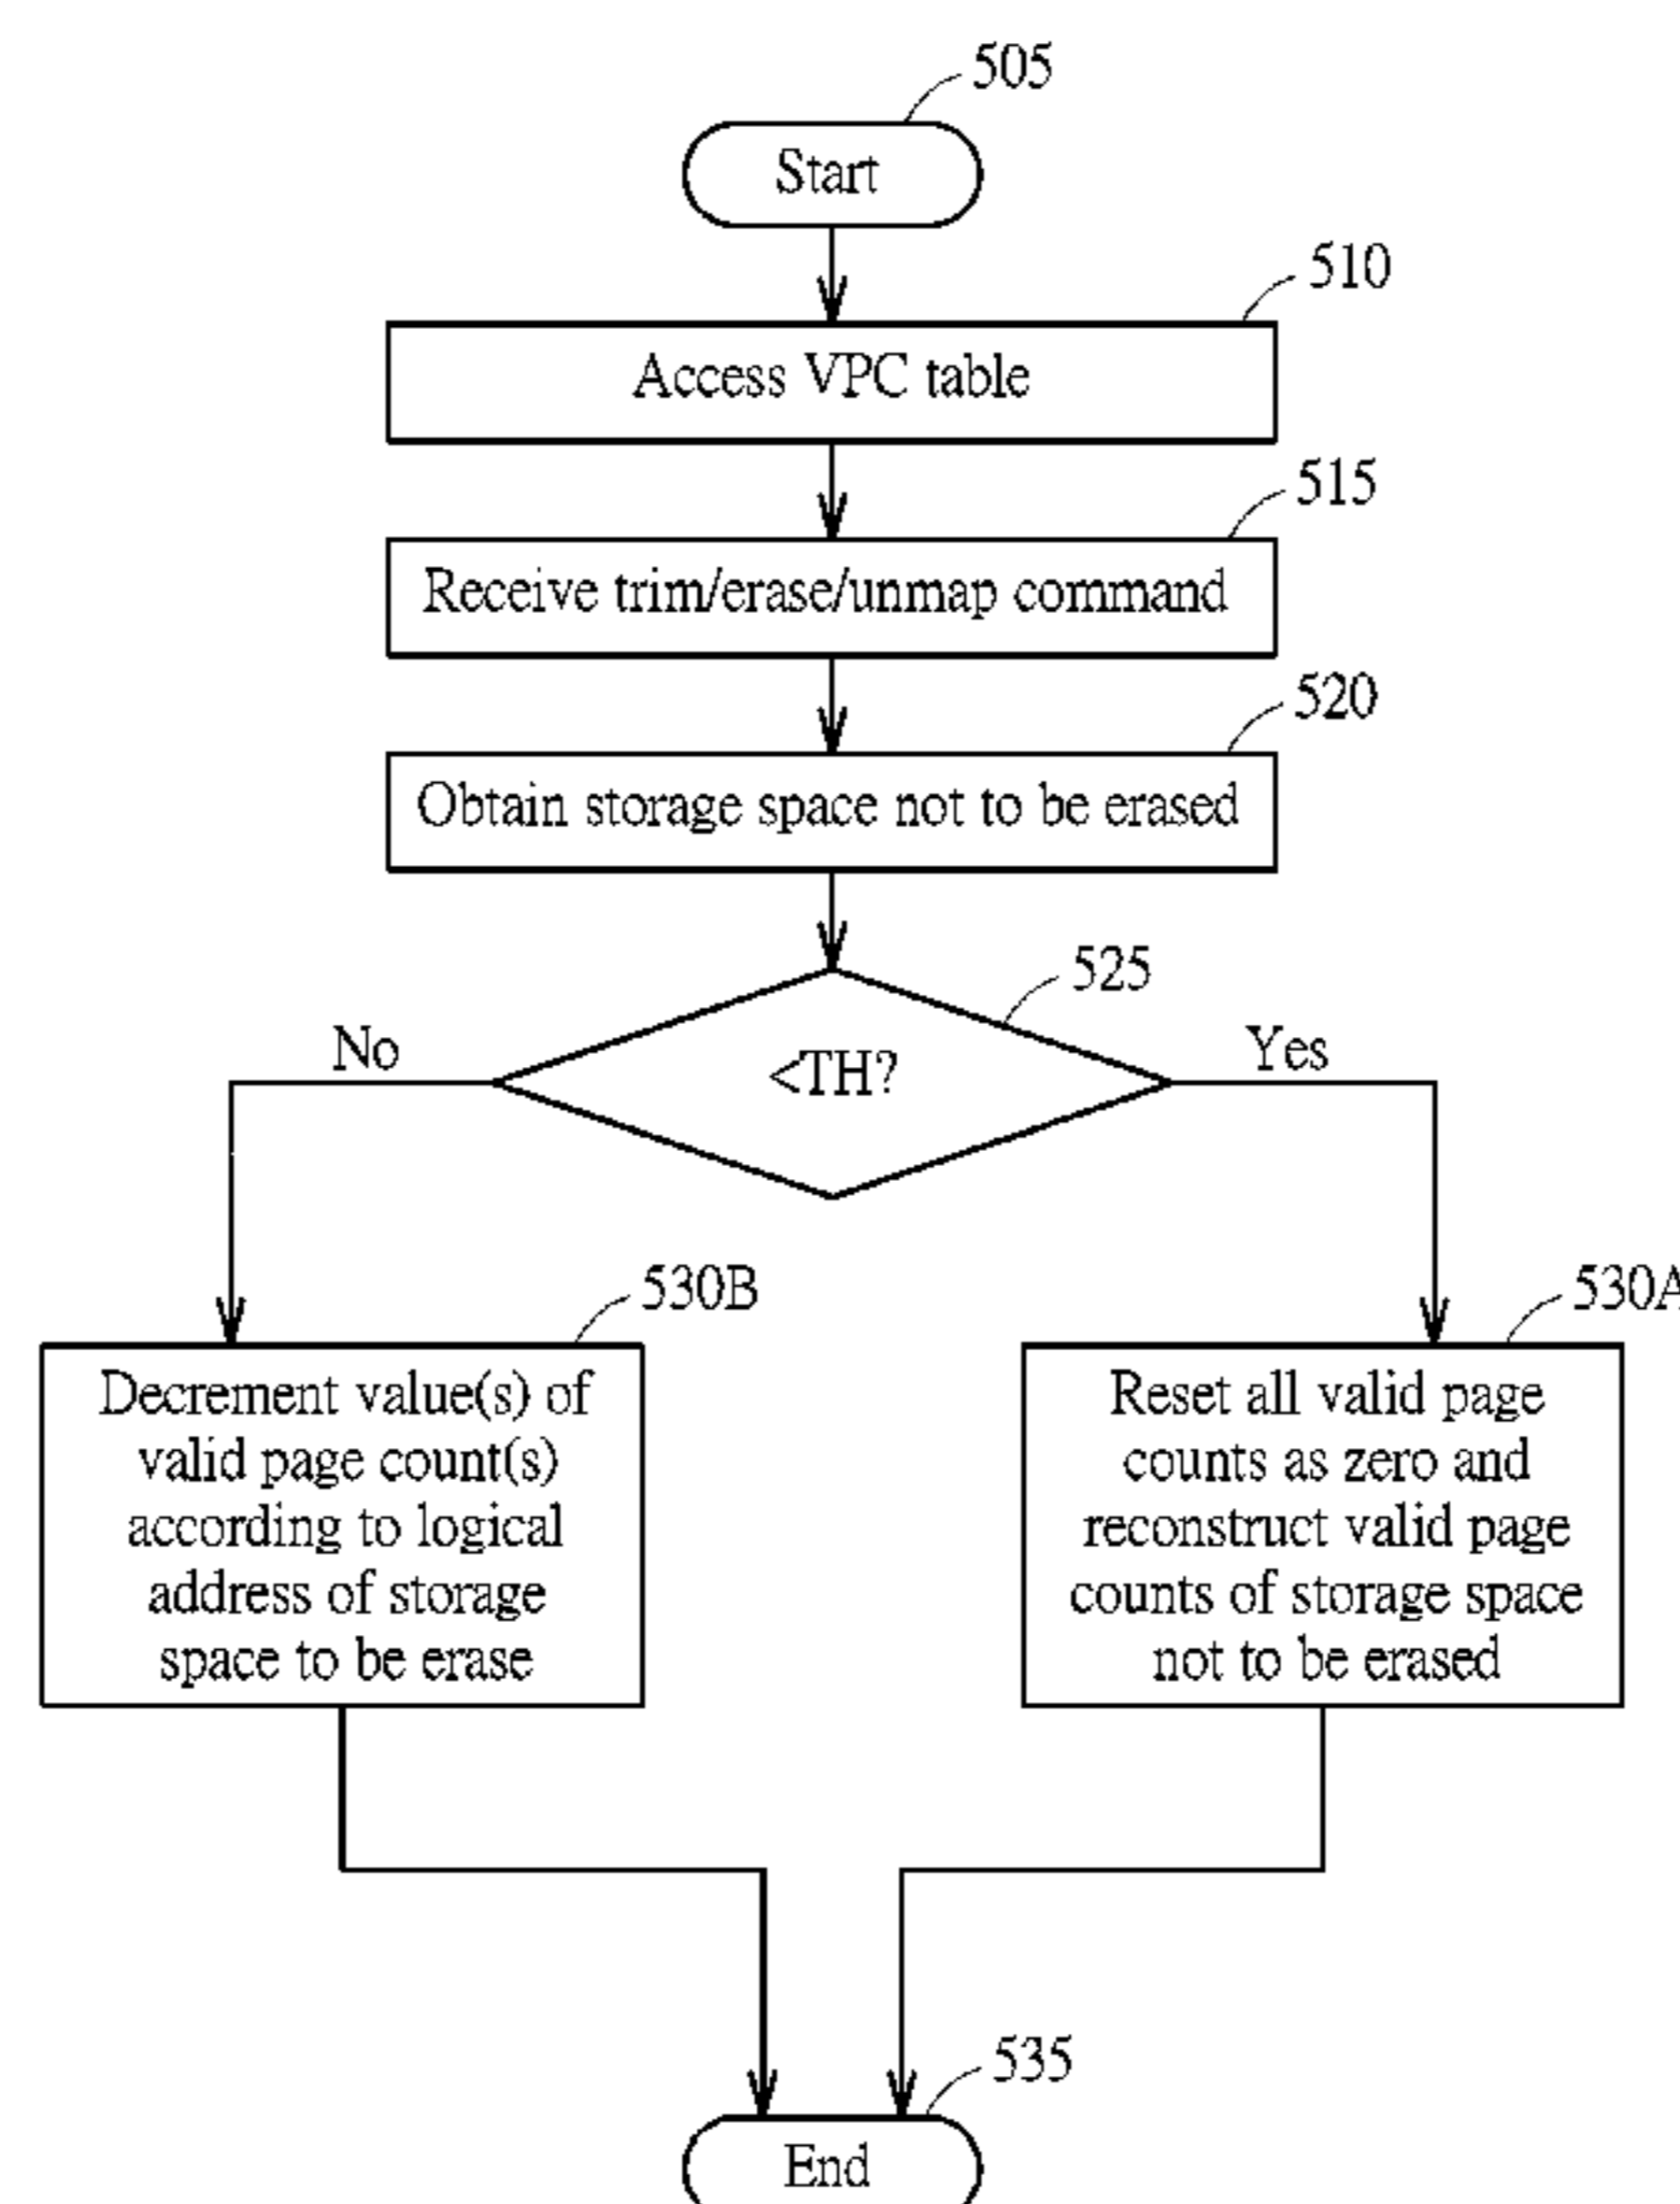 505
Start
510
Access VPC table
515
Receive trim/erase/unmap command
520
Obtain storage space not to be erased
525
No
<TH?
Yes
530B
530A
Decrement value(s) of
valid page count(s)
according to logical
address of storage
space to be erase
Reset all valid page
counts as zero and
reconstruct valid page
counts of storage space
not to be erased
535
End